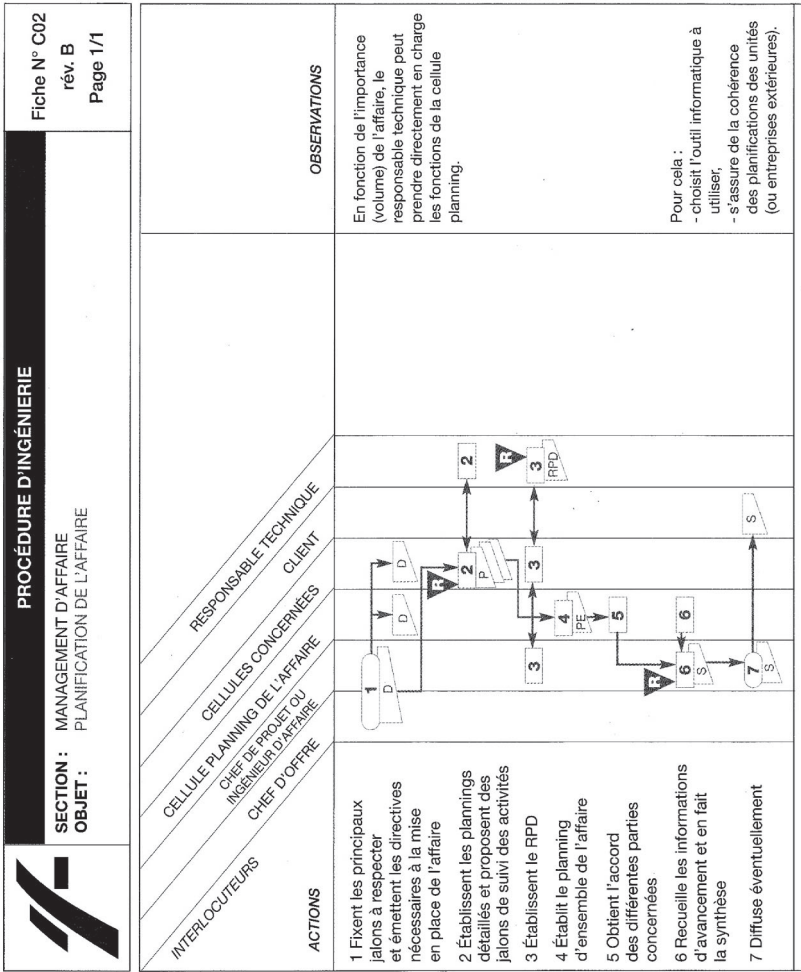 PROCÉDURE D'INGÉNIERIE
Fiche N° C02
rév. B
Page 1/1
SECTION : MANAGEMENT D'AFFAIRE
OBJET : PLANIFICATION DE L'AFFAIRE
INTERLOCUTEURS
CHEF D'OFFRE
CHEF DE PROJET OU
INGÉNIEUR D'AFFAIRE
CELLULE PLANNING DE L'AFFAIRE
CELLULES CONCERNÉES
CLIENT
RESPONSABLE TECHNIQUE
ACTIONS
OBSERVATIONS
1 Fixent les principaux
jalons à respecter
et émettent les directives
nécessaires à la mise
en place de l'affaire
1
D
D
D
En fonction de l'importance
(volume) de l'affaire, le
responsable technique peut
prendre directement en charge
les fonctions de la cellule
planning.
2 Établissent les plannings
détaillés et proposent des
jalons de suivi des activités
R
2
P
2
3 Établissent le RPD
3
3
R
3
RPD
4 Établit le planning
d'ensemble de l'affaire
4
PE
5 Obtient l'accord
des différentes parties
concernées
5
6 Recueille les informations
d'avancement et en fait
la synthèse
R
6
S
6
Pour cela :
- choisit l'outil informatique à
utiliser,
- s'assure de la cohérence
des planifications des unités
(ou entreprises extérieures).
7 Diffuse éventuellement
7
S
S